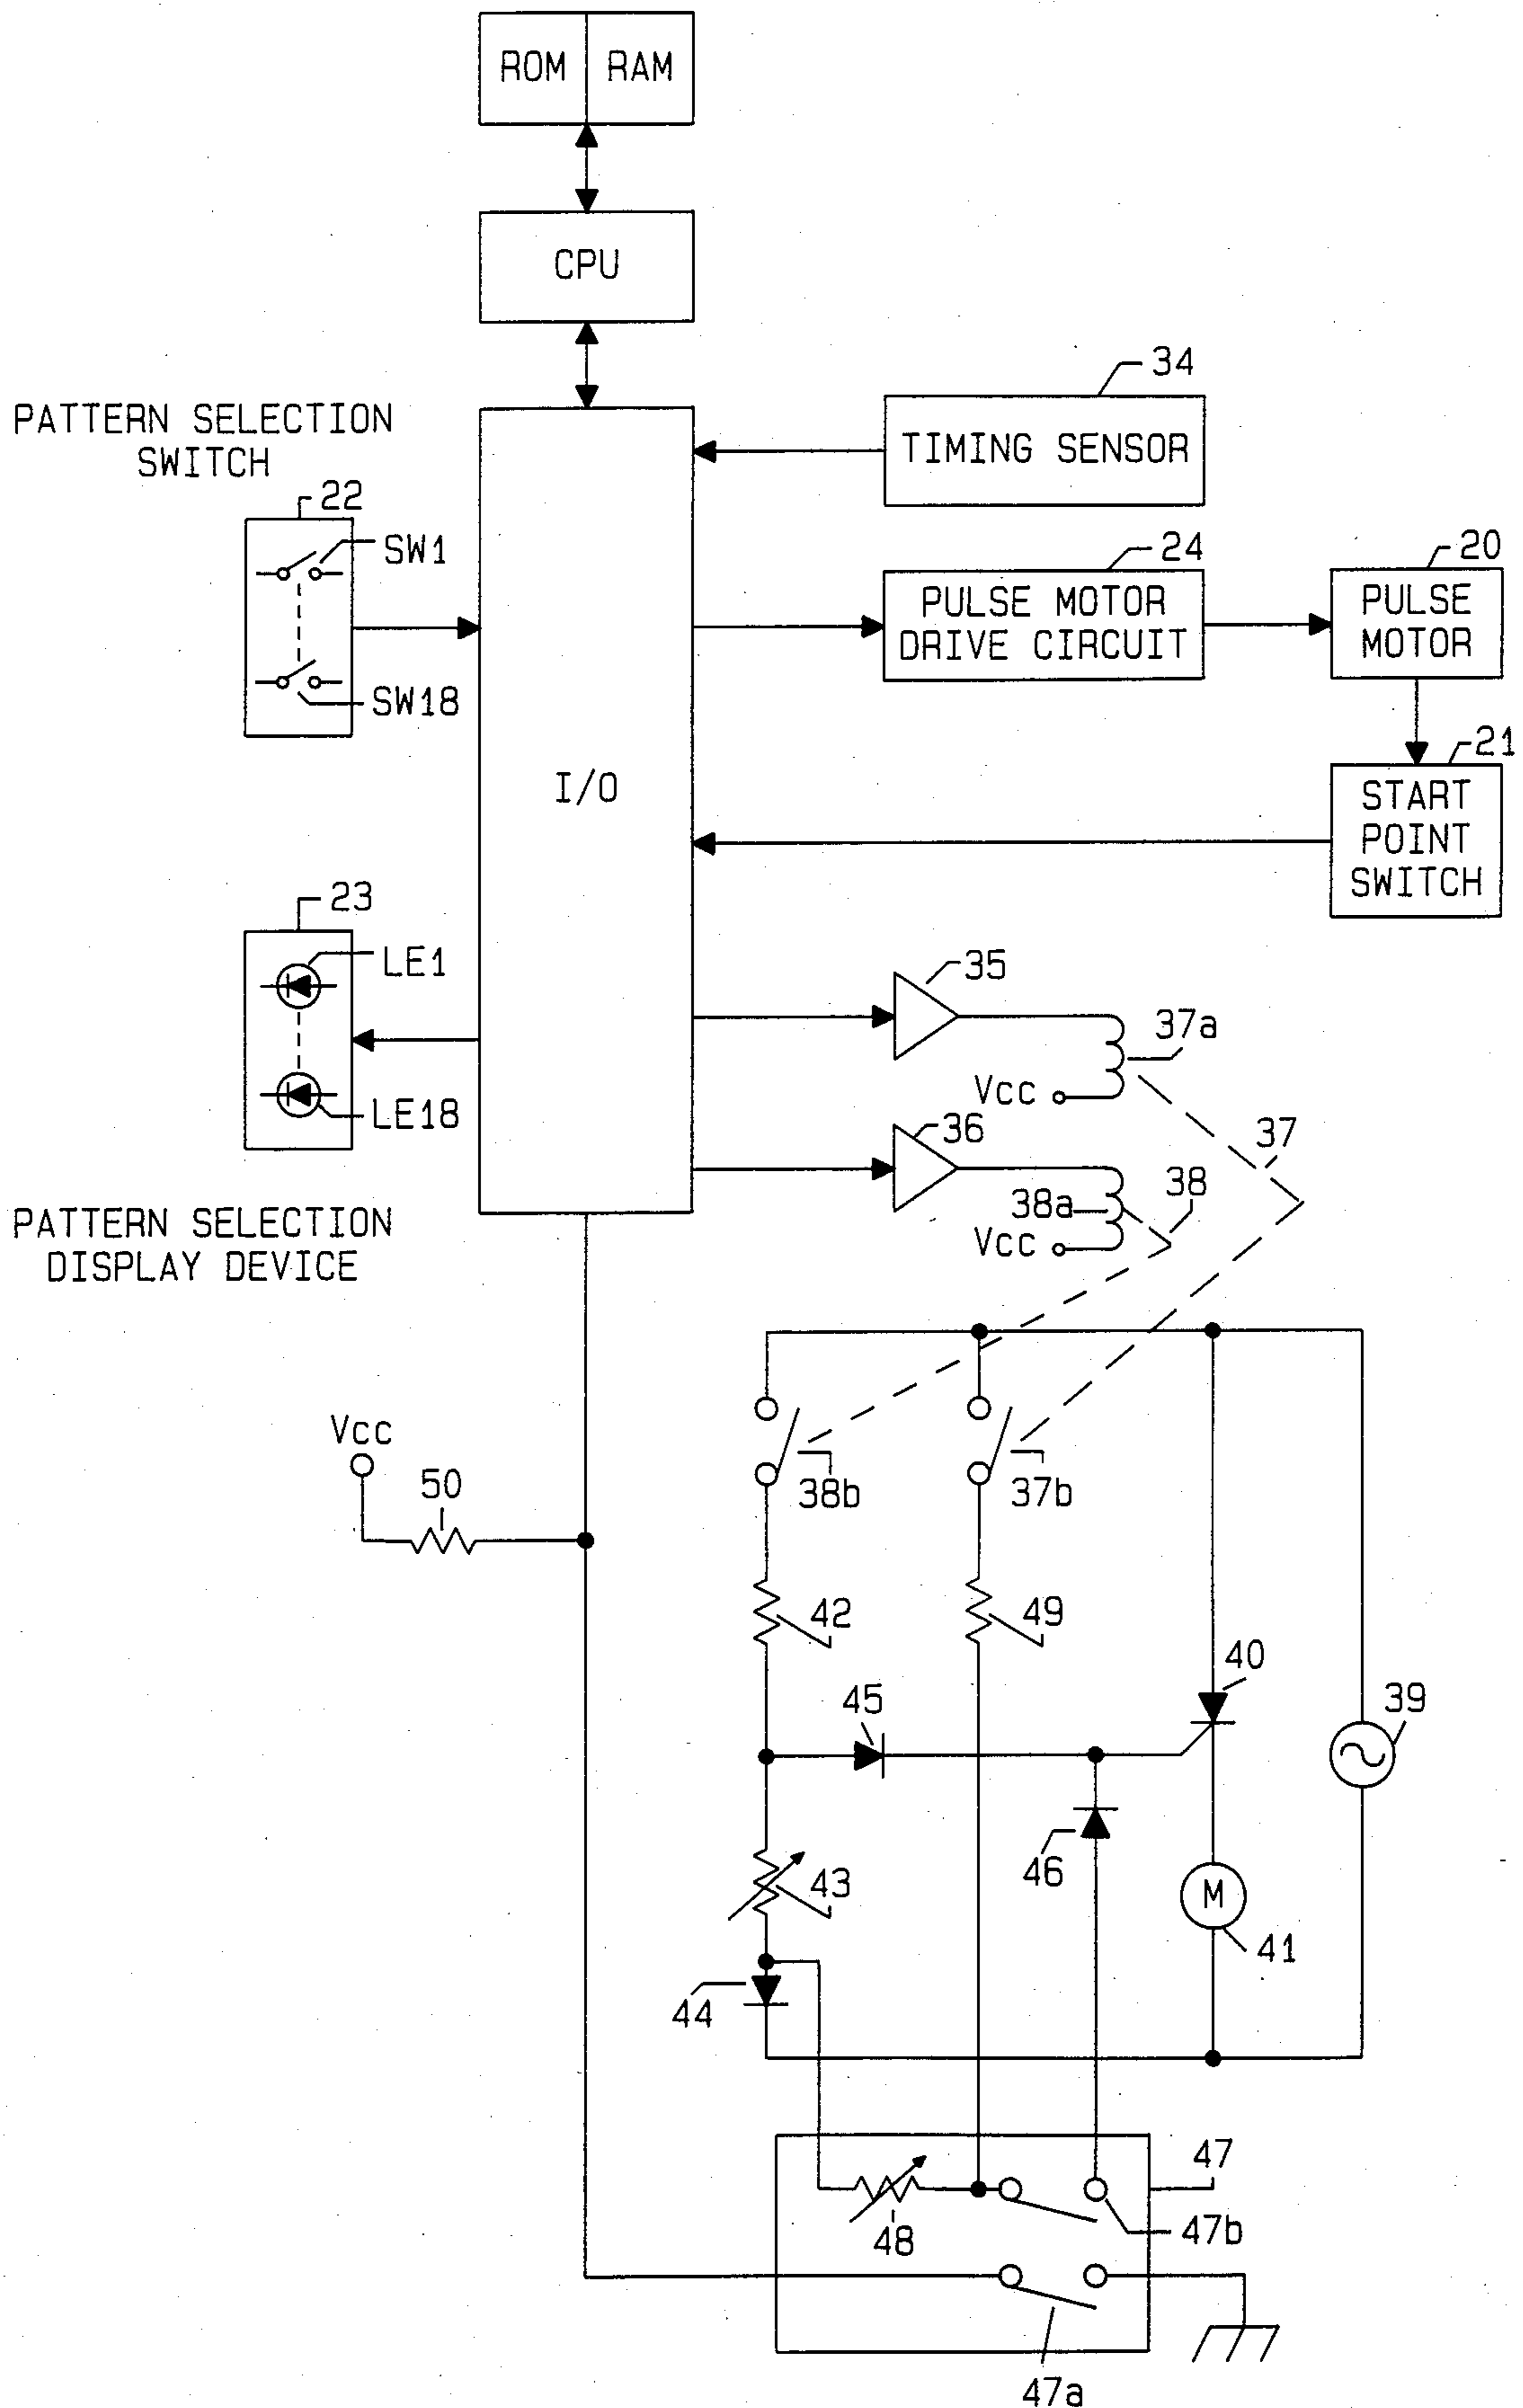 ROM RAM
CPU
34
PATTERN SELECTION
SWITCH
TIMING SENSOR
22
SW1
SW18
24
PULSE MOTOR
DRIVE CIRCUIT
20
PULSE
MOTOR
21
START
POINT
SWITCH
I/O
23
LE1
LE18
PATTERN SELECTION
DISPLAY DEVICE
35
37a
Vcc
36
37
38a
38
Vcc
Vcc
50
38b
37b
42
49
40
39
45
43
46
M
41
44
47
48
47b
47a